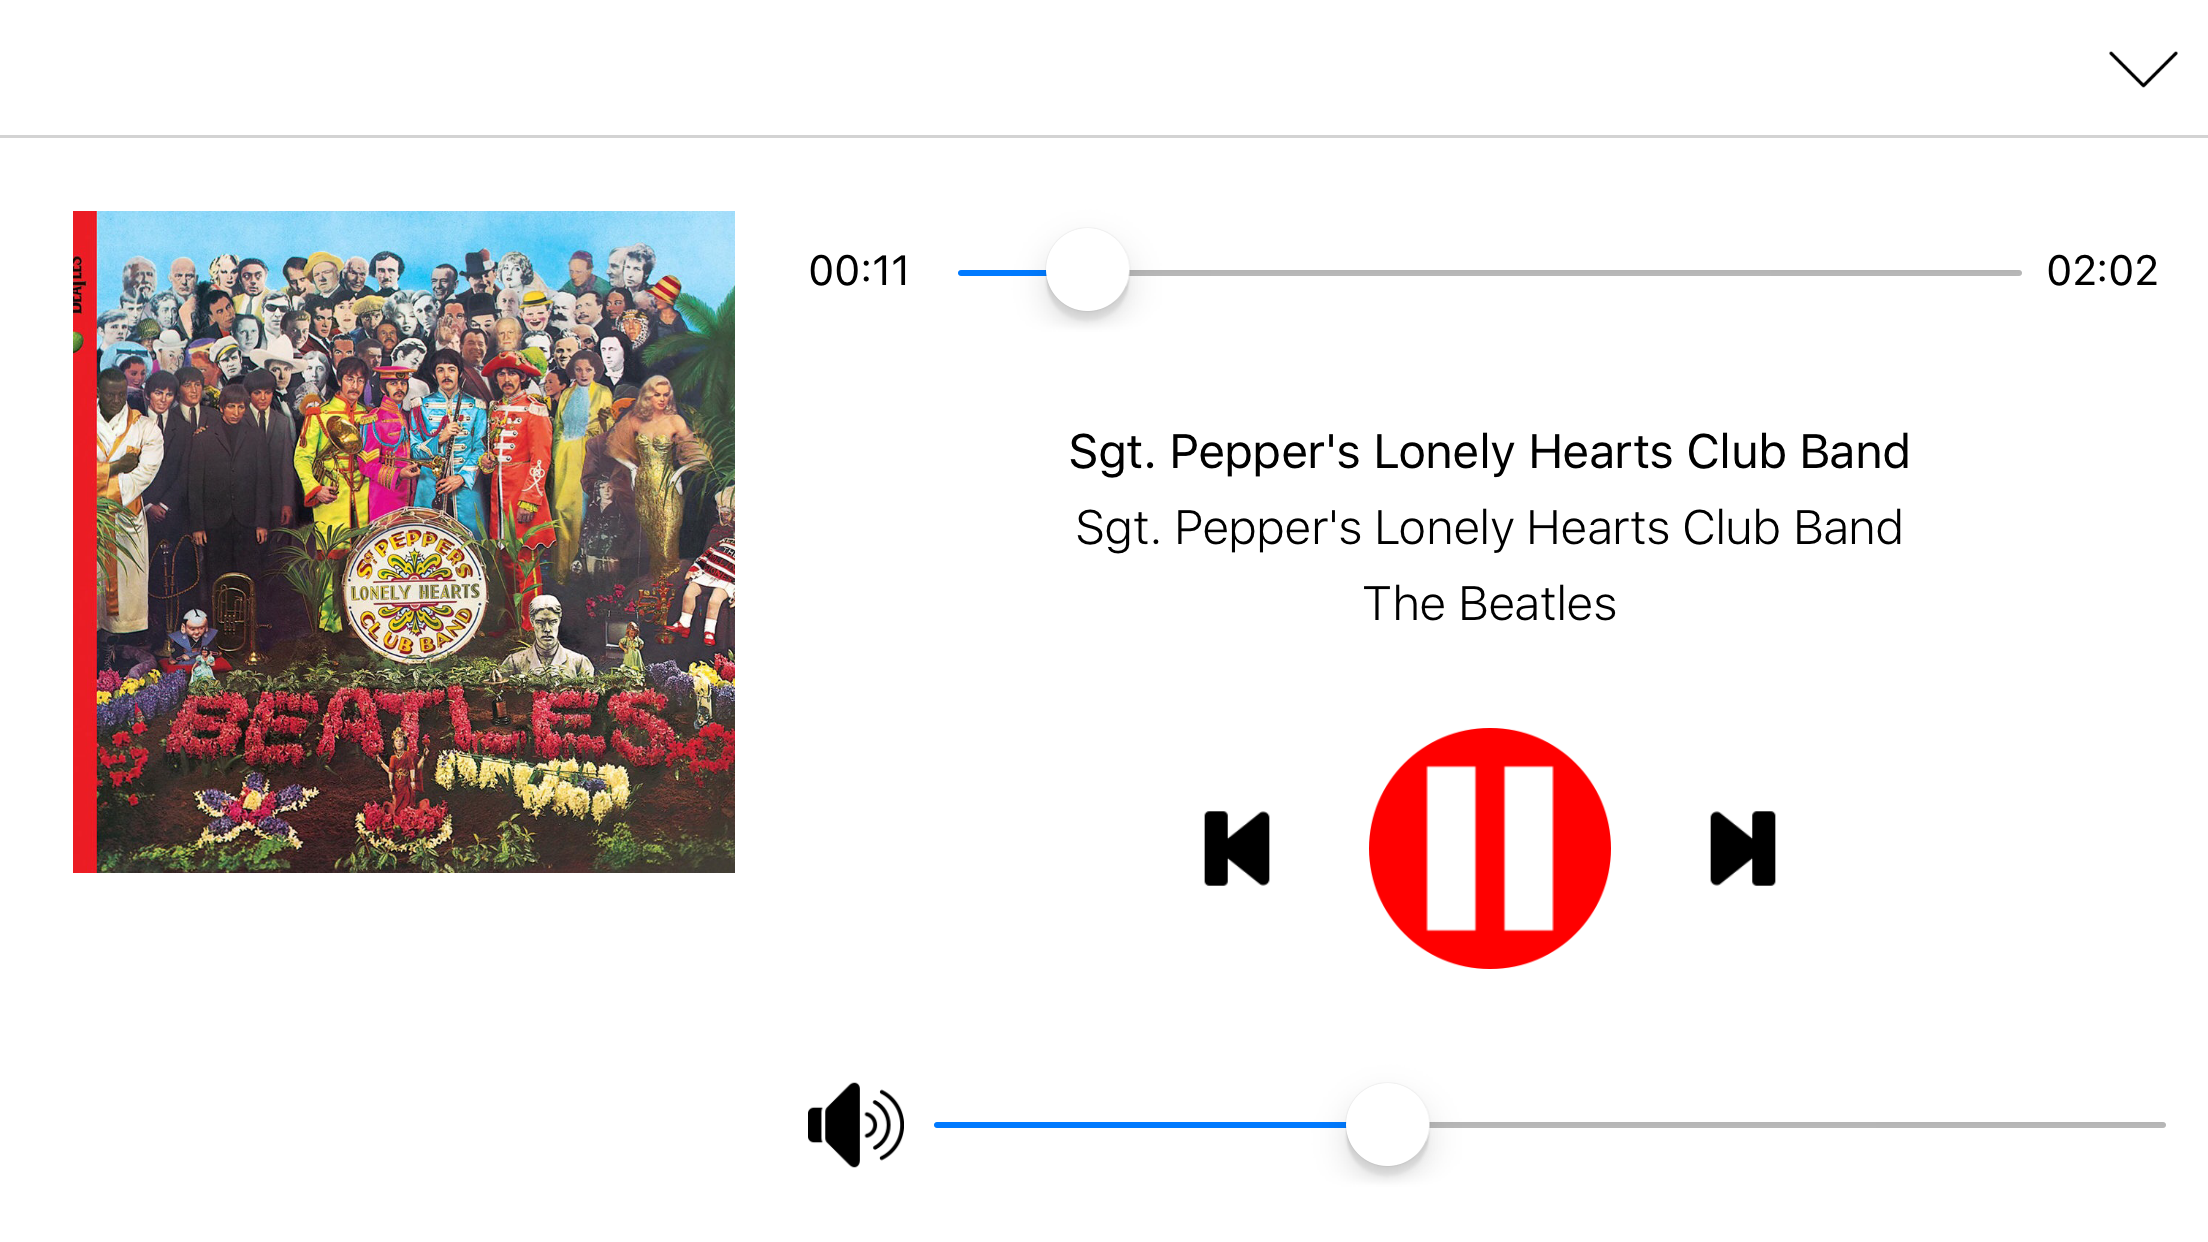 BEATLES
00:11
02:02
Sgt. Pepper's Lonely Hearts Club Band
Sgt. Pepper's Lonely Hearts Club Band
The Beatles
SGT PEPPERS
LONELY HEARTS
CLUB BAND
BEATLES